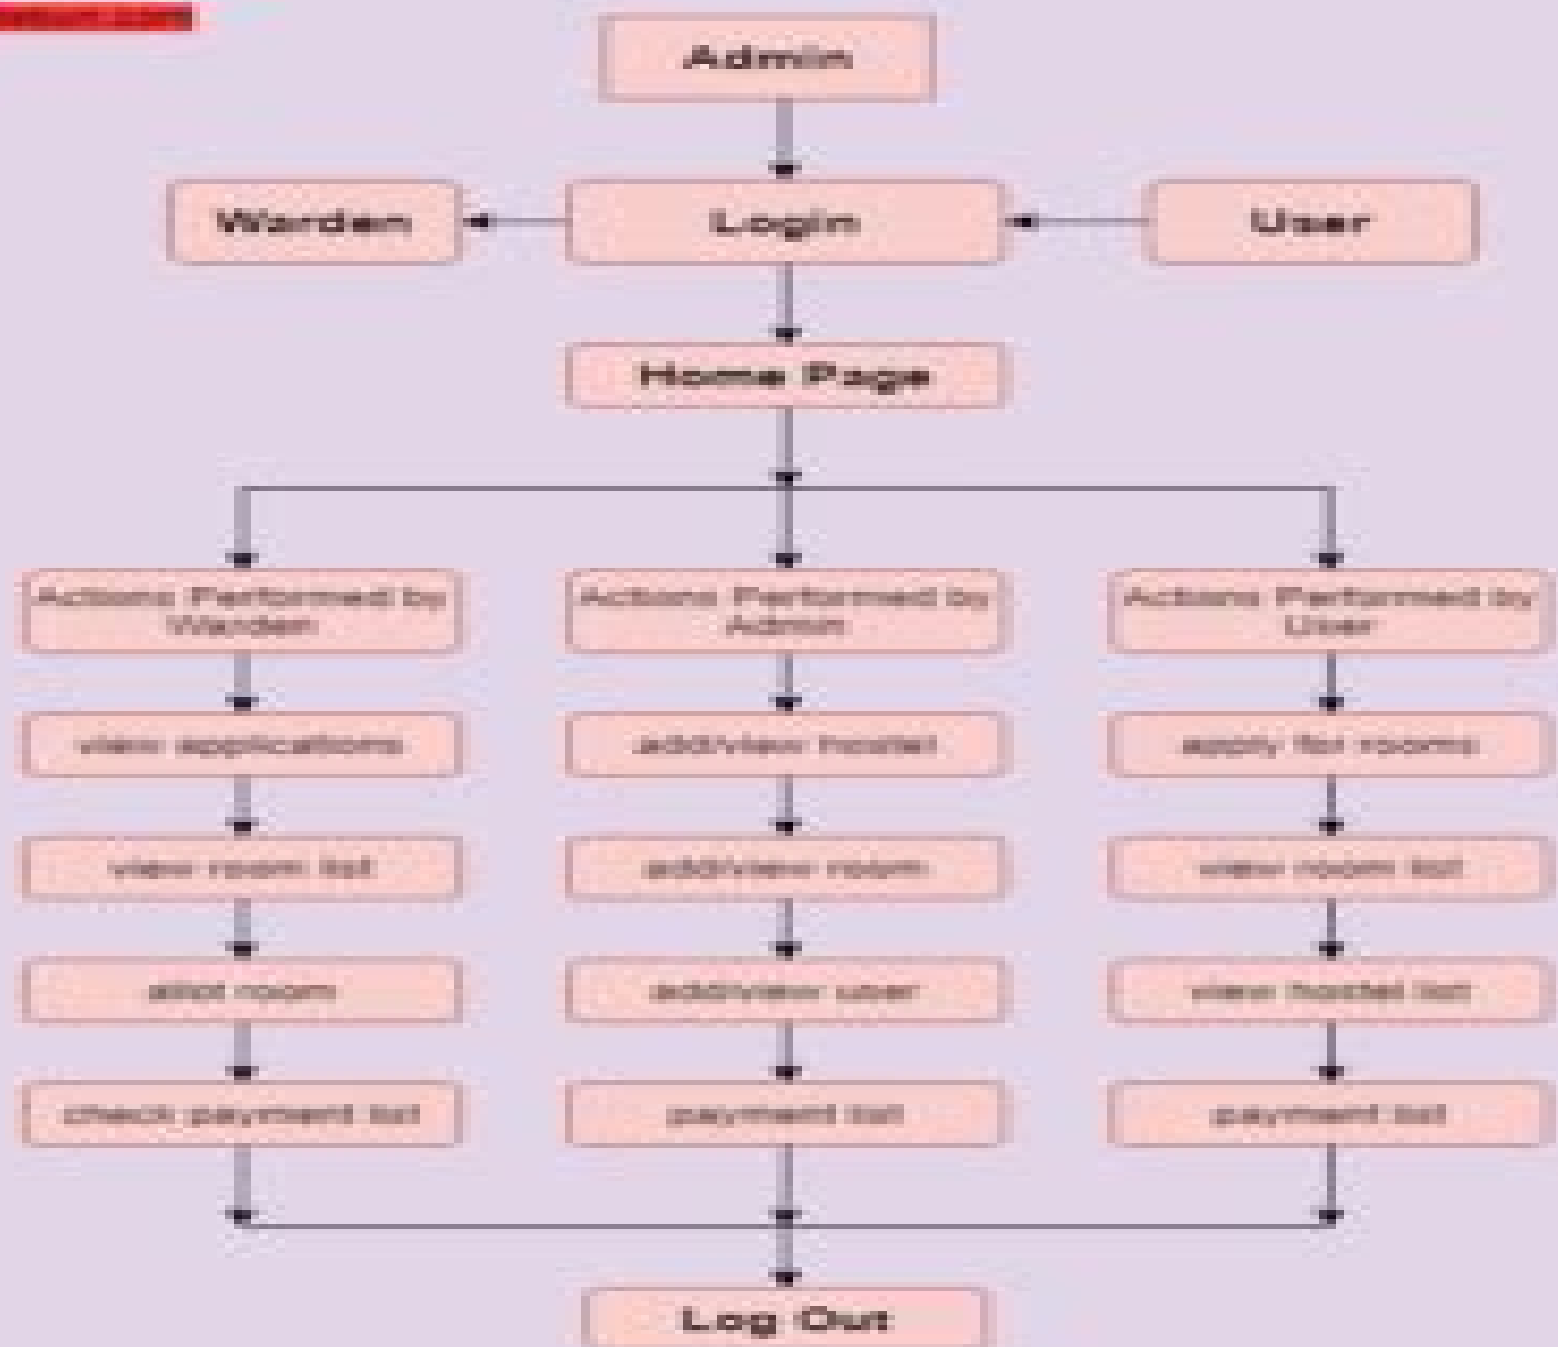 Admin
Warden
Login
User
Home Page
Actions Performed by
Warden
Actions Performed by
Admin
Actions Performed by
User
view applications
add/view hostel
apply for rooms
view room list
add/view room
view room list
allot room
add/view user
view hostel list
check payment list
payment list
payment list
Log Out